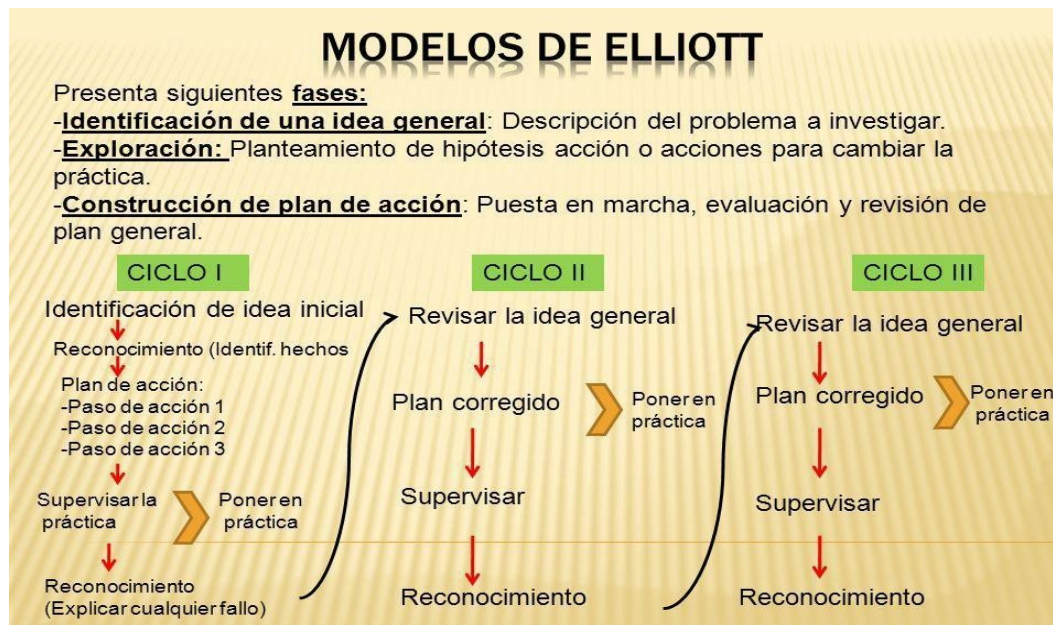 MODELOS DE ELLIOTT
Presenta siguientes fases:
-Identificación de una idea general: Descripción del problema a investigar.
-Exploración: Planteamiento de hipótesis acción o acciones para cambiar la
práctica.
-Construcción de plan de acción: Puesta en marcha, evaluación y revisión de
plan general.
CICLO I
Identificación de idea inicial
Reconocimiento (Identif. hechos
Plan de acción:
-Paso de acción 1
-Paso de acción 2
-Paso de acción 3
Supervisar la
práctica
Poner en
práctica
Reconocimiento
(Explicar cualquier fallo)
CICLO II
Revisar la idea general
Plan corregido
Poner en
práctica
Supervisar
Reconocimiento
CICLO III
Revisar la idea general
Plan corregido
Poner en
práctica
Supervisar
Reconocimiento